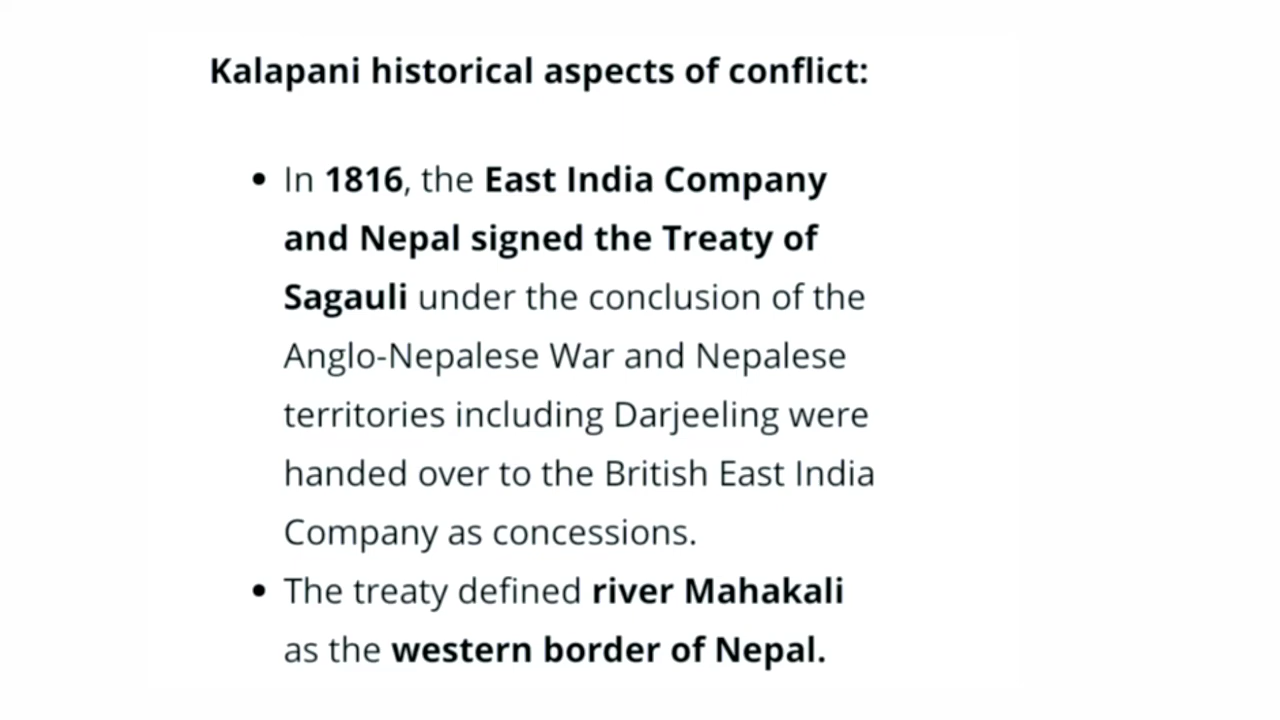 Kalapani historical aspects of conflict:
• In 1816, the East India Company
and Nepal signed the Treaty of
Sagauli under the conclusion of the
Anglo-Nepalese War and Nepalese
territories including Darjeeling were
handed over to the British East India
Company as concessions.
• The treaty defined river Mahakali
as the western border of Nepal.